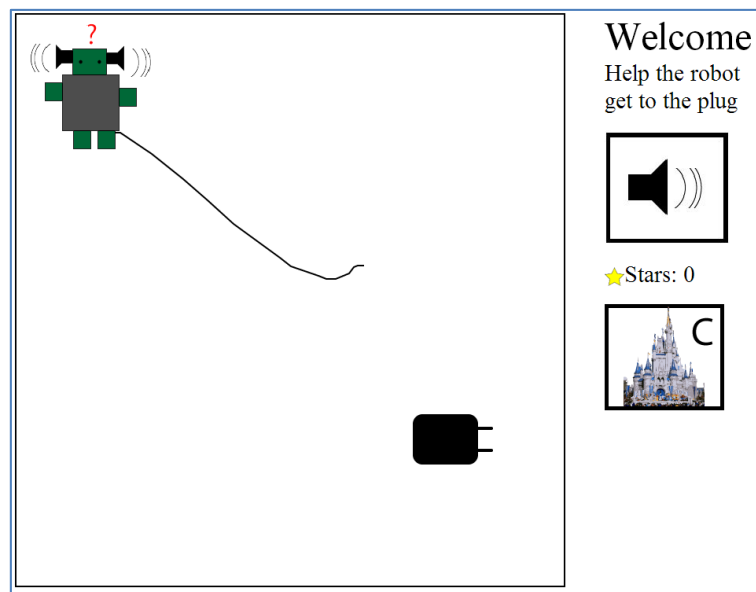 ?
Welcome
Help the robot
get to the plug
Stars: 0
C